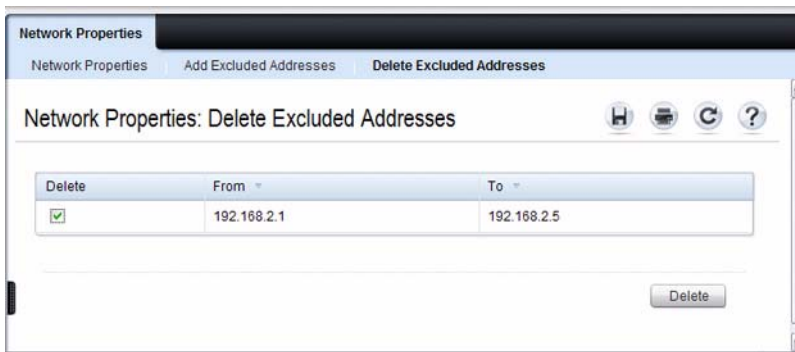 Network Properties
Network Properties Add Excluded Addresses Delete Excluded Addresses
Network Properties: Delete Excluded Addresses
Delete From To
192.168.2.1 192.168.2.5
Delete